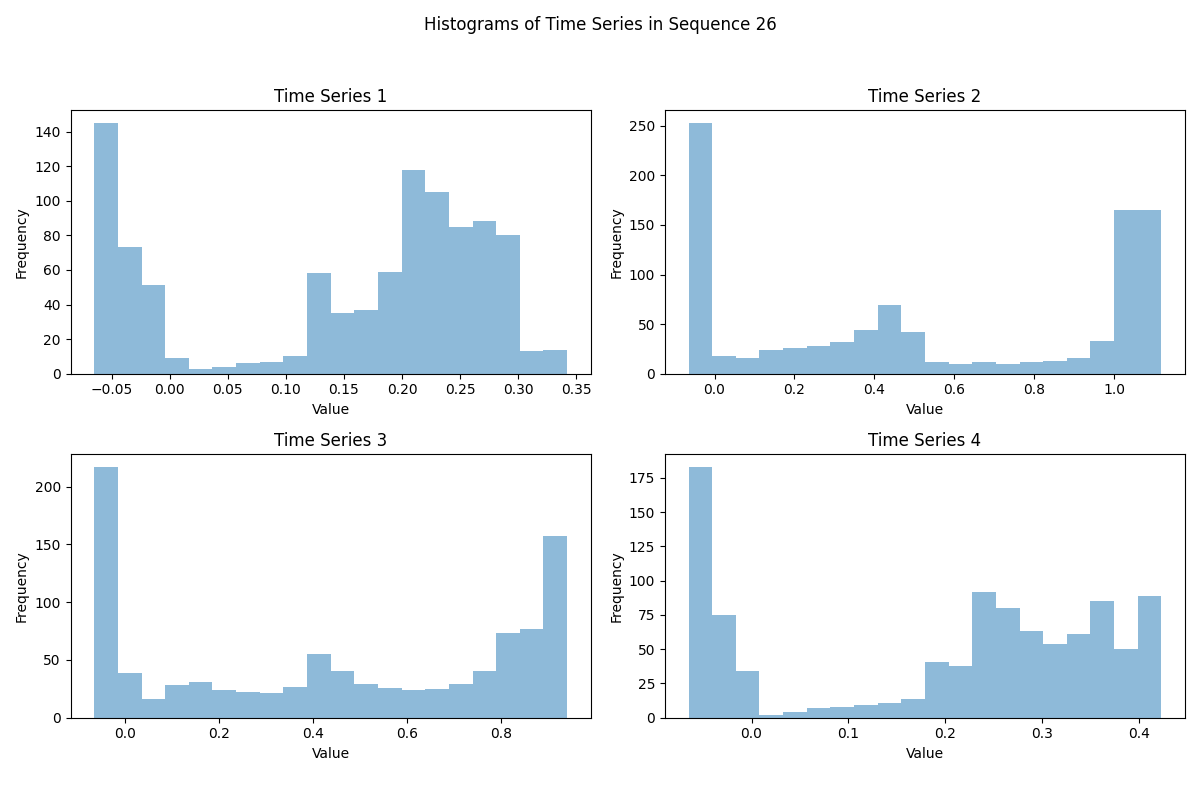 Histograms of Time Series in Sequence 26
Time Series 1
Frequency
140
120
100
80
60
40
20
0
−0.05 0.00 0.05 0.10 0.15 0.20 0.25 0.30 0.35
Value
Time Series 2
Frequency
250
200
150
100
50
0
0.0 0.2 0.4 0.6 0.8 1.0
Value
Time Series 3
Frequency
200
150
100
50
0
0.0 0.2 0.4 0.6 0.8
Value
Time Series 4
Frequency
175
150
125
100
75
50
25
0
0.0 0.1 0.2 0.3 0.4
Value